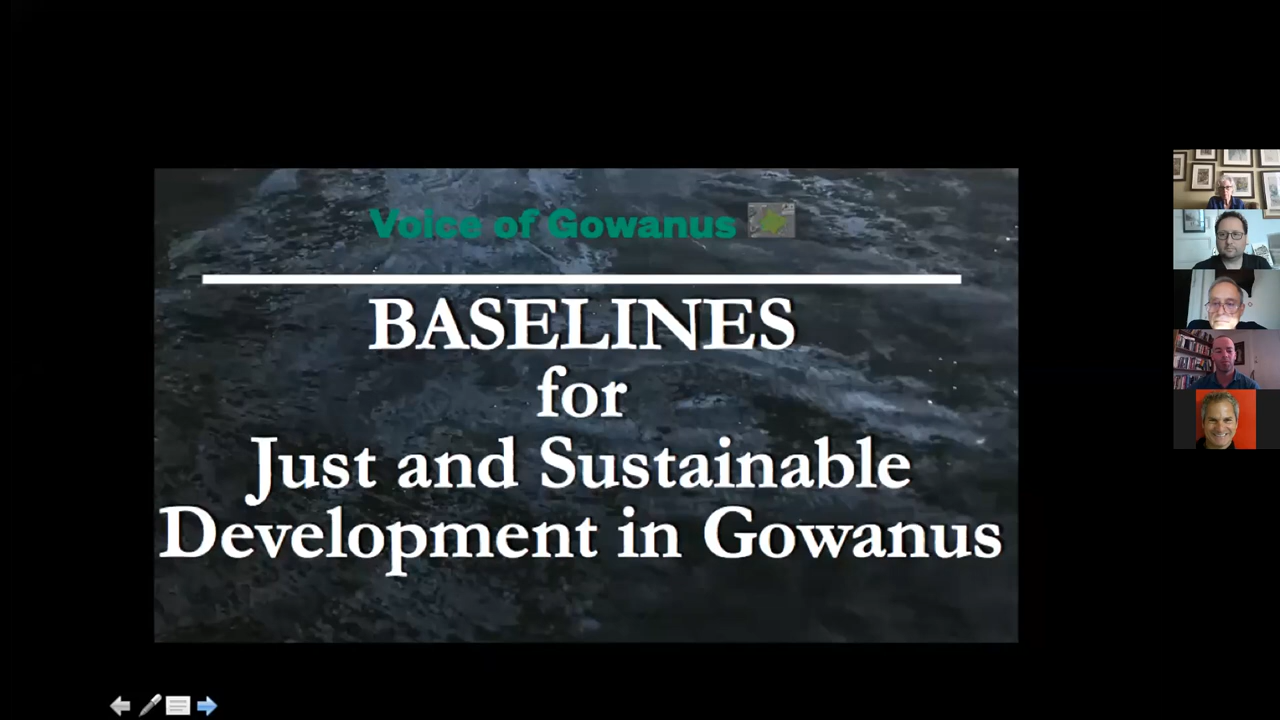 Voice of Gowanus
BASELINES
for
Just and Sustainable
Development in Gowanus